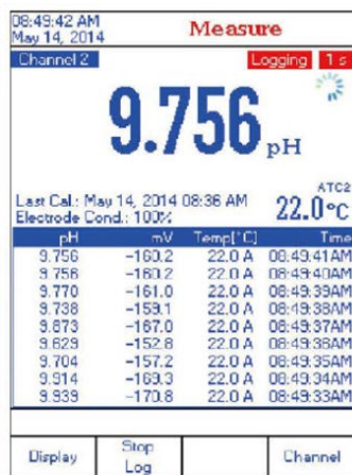 08:49:42 AM
May 14, 2014
Measure
Channel 2
Logging 1 s
9.756 pH
ATC2
Last Cal.: May 14, 2014 08:36 AM
Electrode Cond.: 100%
22.0°C
pH mV Temp[°C] Time
9.756 -160.2 22.0 A 08:49:41AM
9.756 -160.2 22.0 A 08:49:40AM
9.770 -161.0 22.0 A 08:49:39AM
9.738 -159.1 22.0 A 08:49:38AM
9.873 -167.0 22.0 A 08:49:37AM
9.629 -152.8 22.0 A 08:49:36AM
9.704 -157.2 22.0 A 08:49:35AM
9.914 -169.3 22.0 A 08:49:34AM
9.939 -170.8 22.0 A 08:49:33AM
Display
Stop
Log
Channel